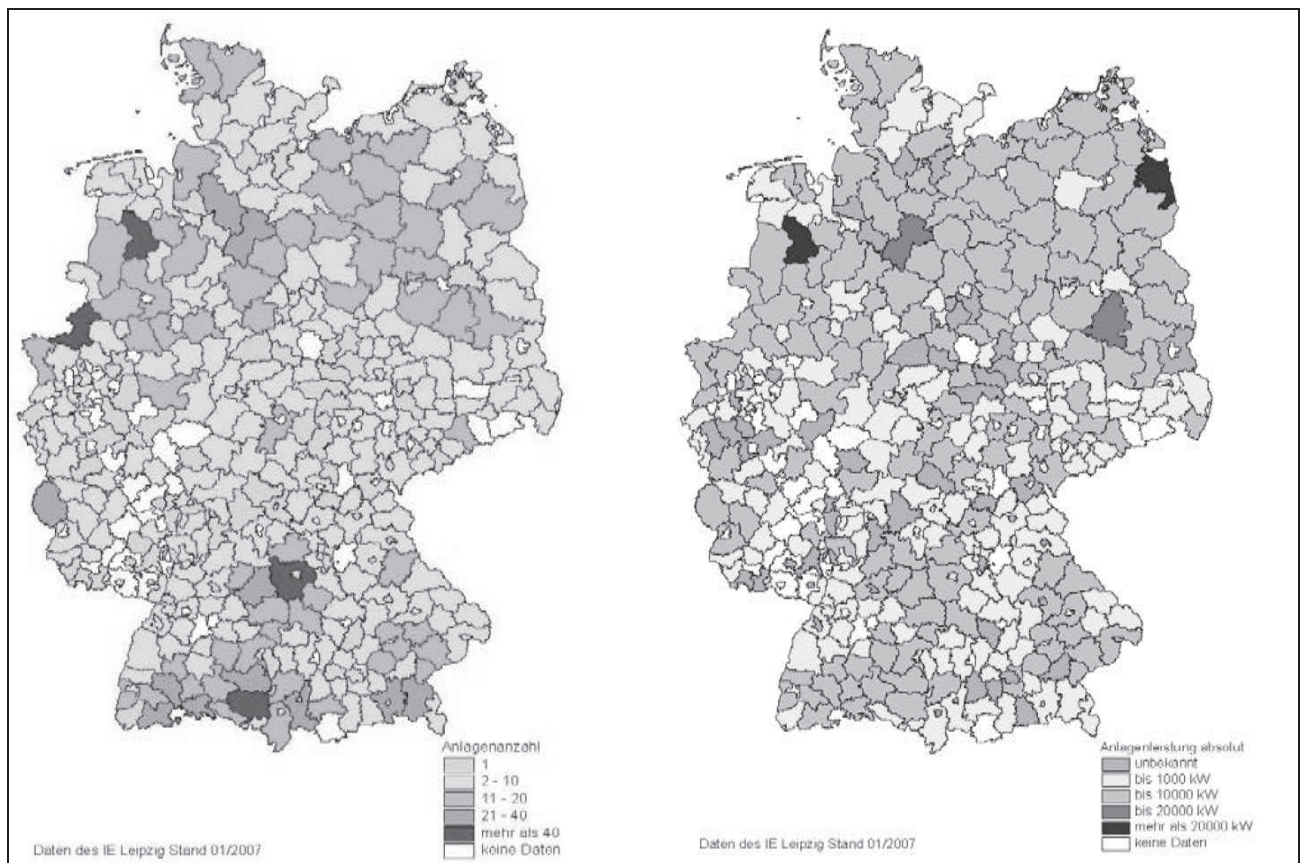 Anlagenanzahl
1
2 - 10
11 - 20
21 - 40
mehr als 40
keine Daten
Daten des IE Leipzig Stand 01/2007
Anlagenleistung absolut
unbekannt
bis 1000 kW
bis 10000 kW
bis 20000 kW
mehr als 20000 kW
keine Daten
Daten des IE Leipzig Stand 01/2007